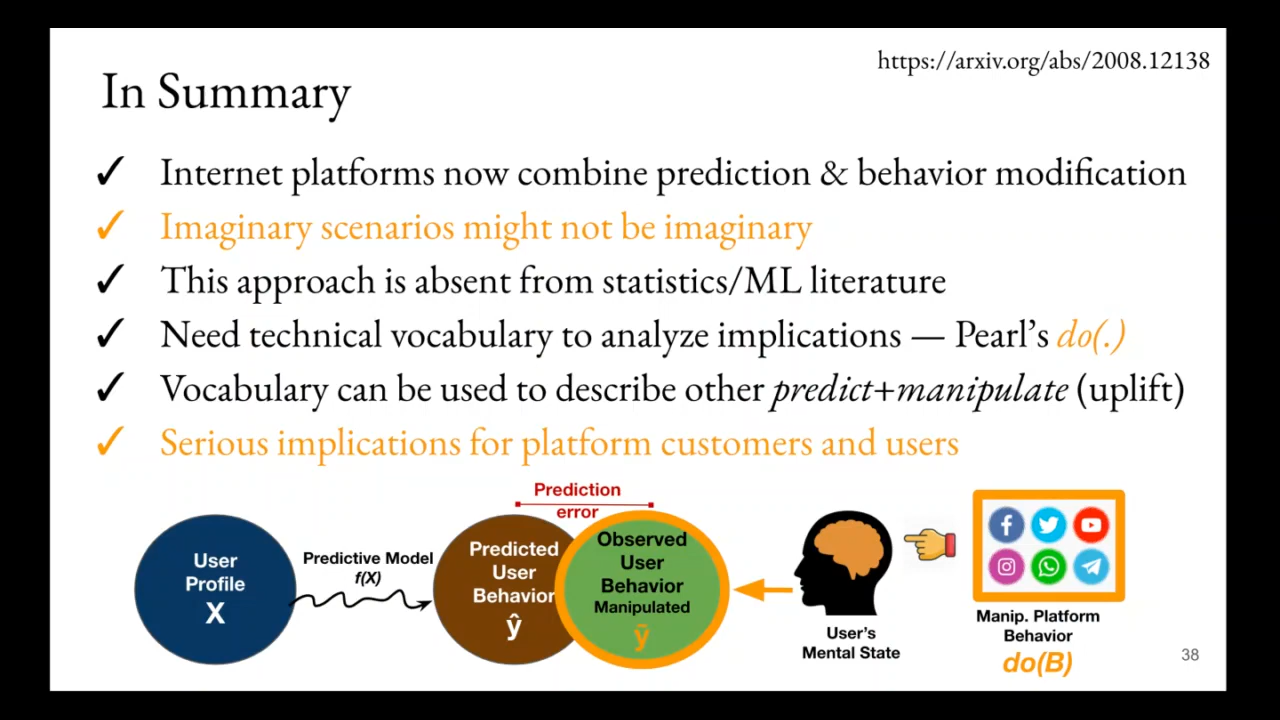 https://arxiv.org/abs/2008.12138
In Summary
✓ Internet platforms now combine prediction & behavior modification
✓ Imaginary scenarios might not be imaginary
✓ This approach is absent from statistics/ML literature
✓ Need technical vocabulary to analyze implications — Pearl’s do(.)
✓ Vocabulary can be used to describe other predict+manipulate (uplift)
✓ Serious implications for platform customers and users
User
Profile
X
Predictive Model
f(X)
Prediction
error
Predicted
User
Behavior
ŷ
Observed
User
Behavior
Manipulated
ȳ
User’s
Mental State
Manip. Platform
Behavior
do(B)
38